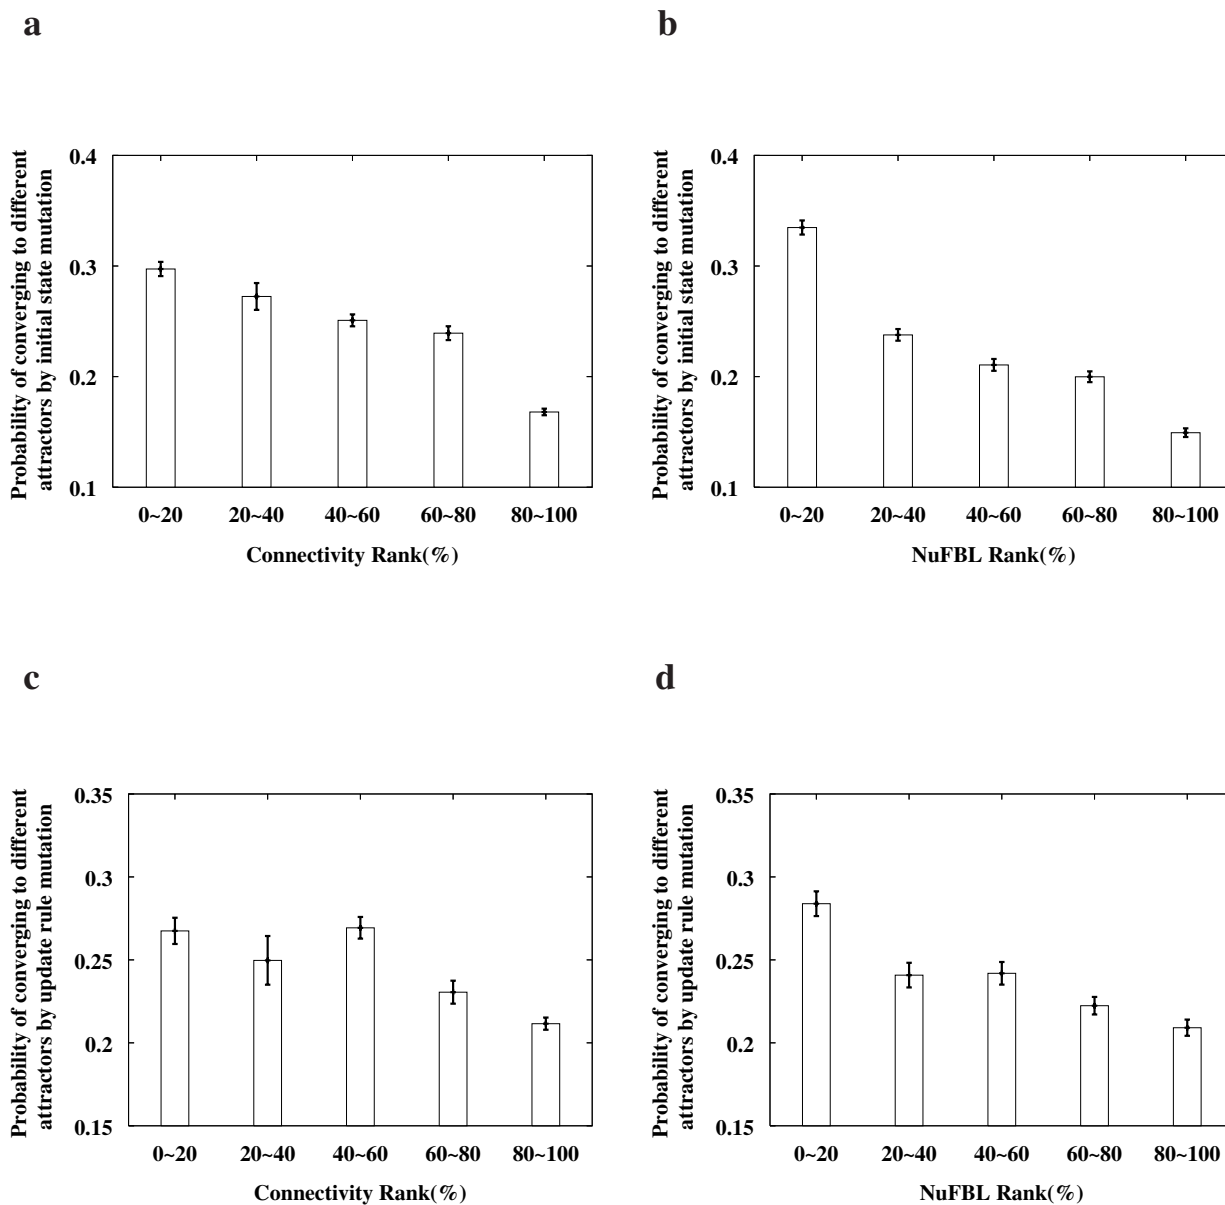 a
Probability of converging to different
attractors by initial state mutation
0.4
0.3
0.2
0.1
0~20 20~40 40~60 60~80 80~100
Connectivity Rank(%)
b
Probability of converging to different
attractors by initial state mutation
0.4
0.3
0.2
0.1
0~20 20~40 40~60 60~80 80~100
NuFBL Rank(%)
c
Probability of converging to different
attractors by update rule mutation
0.35
0.3
0.25
0.2
0.15
0~20 20~40 40~60 60~80 80~100
Connectivity Rank(%)
d
Probability of converging to different
attractors by update rule mutation
0.35
0.3
0.25
0.2
0.15
0~20 20~40 40~60 60~80 80~100
NuFBL Rank(%)